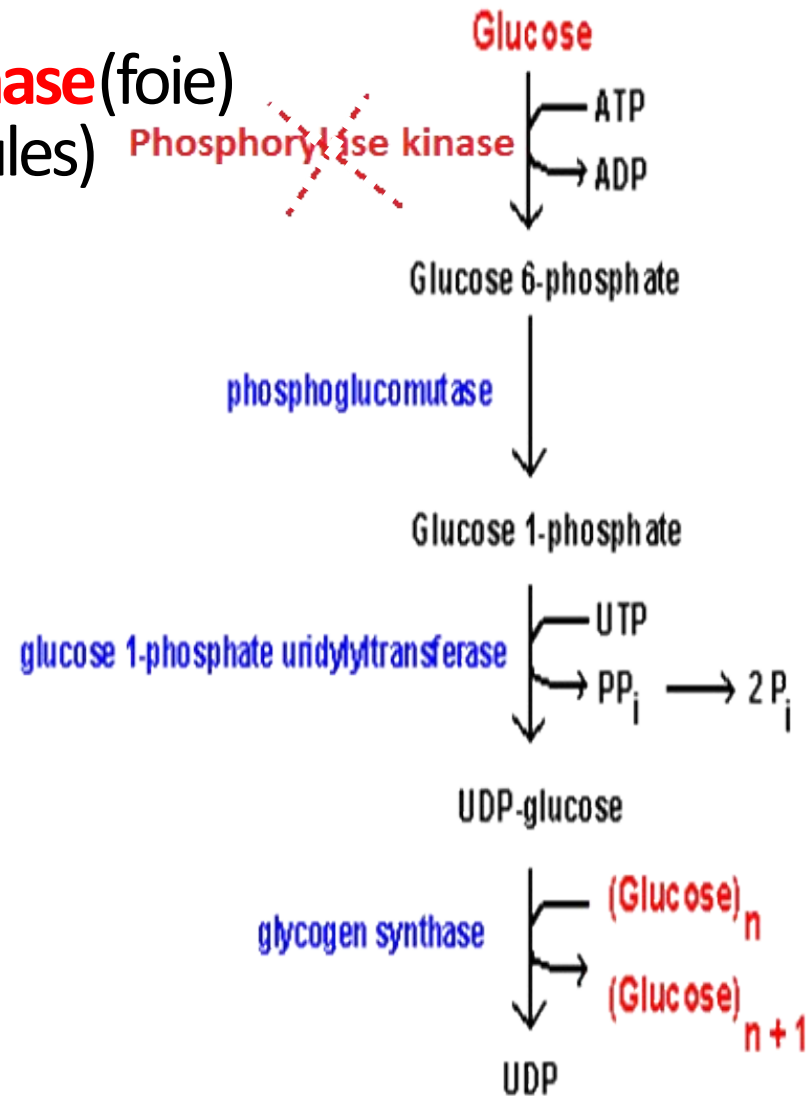 Glucose
ase(foie)
ATP
les)
Phosphorylase kinase
ADP
Glucose 6-phosphate
phosphoglucomutase
Glucose 1-phosphate
UTP
glucose 1-phosphate uridylyltransferase
PPi → 2 Pi
UDP-glucose
(Glucose)n
glycogen synthase
(Glucose)n + 1
UDP